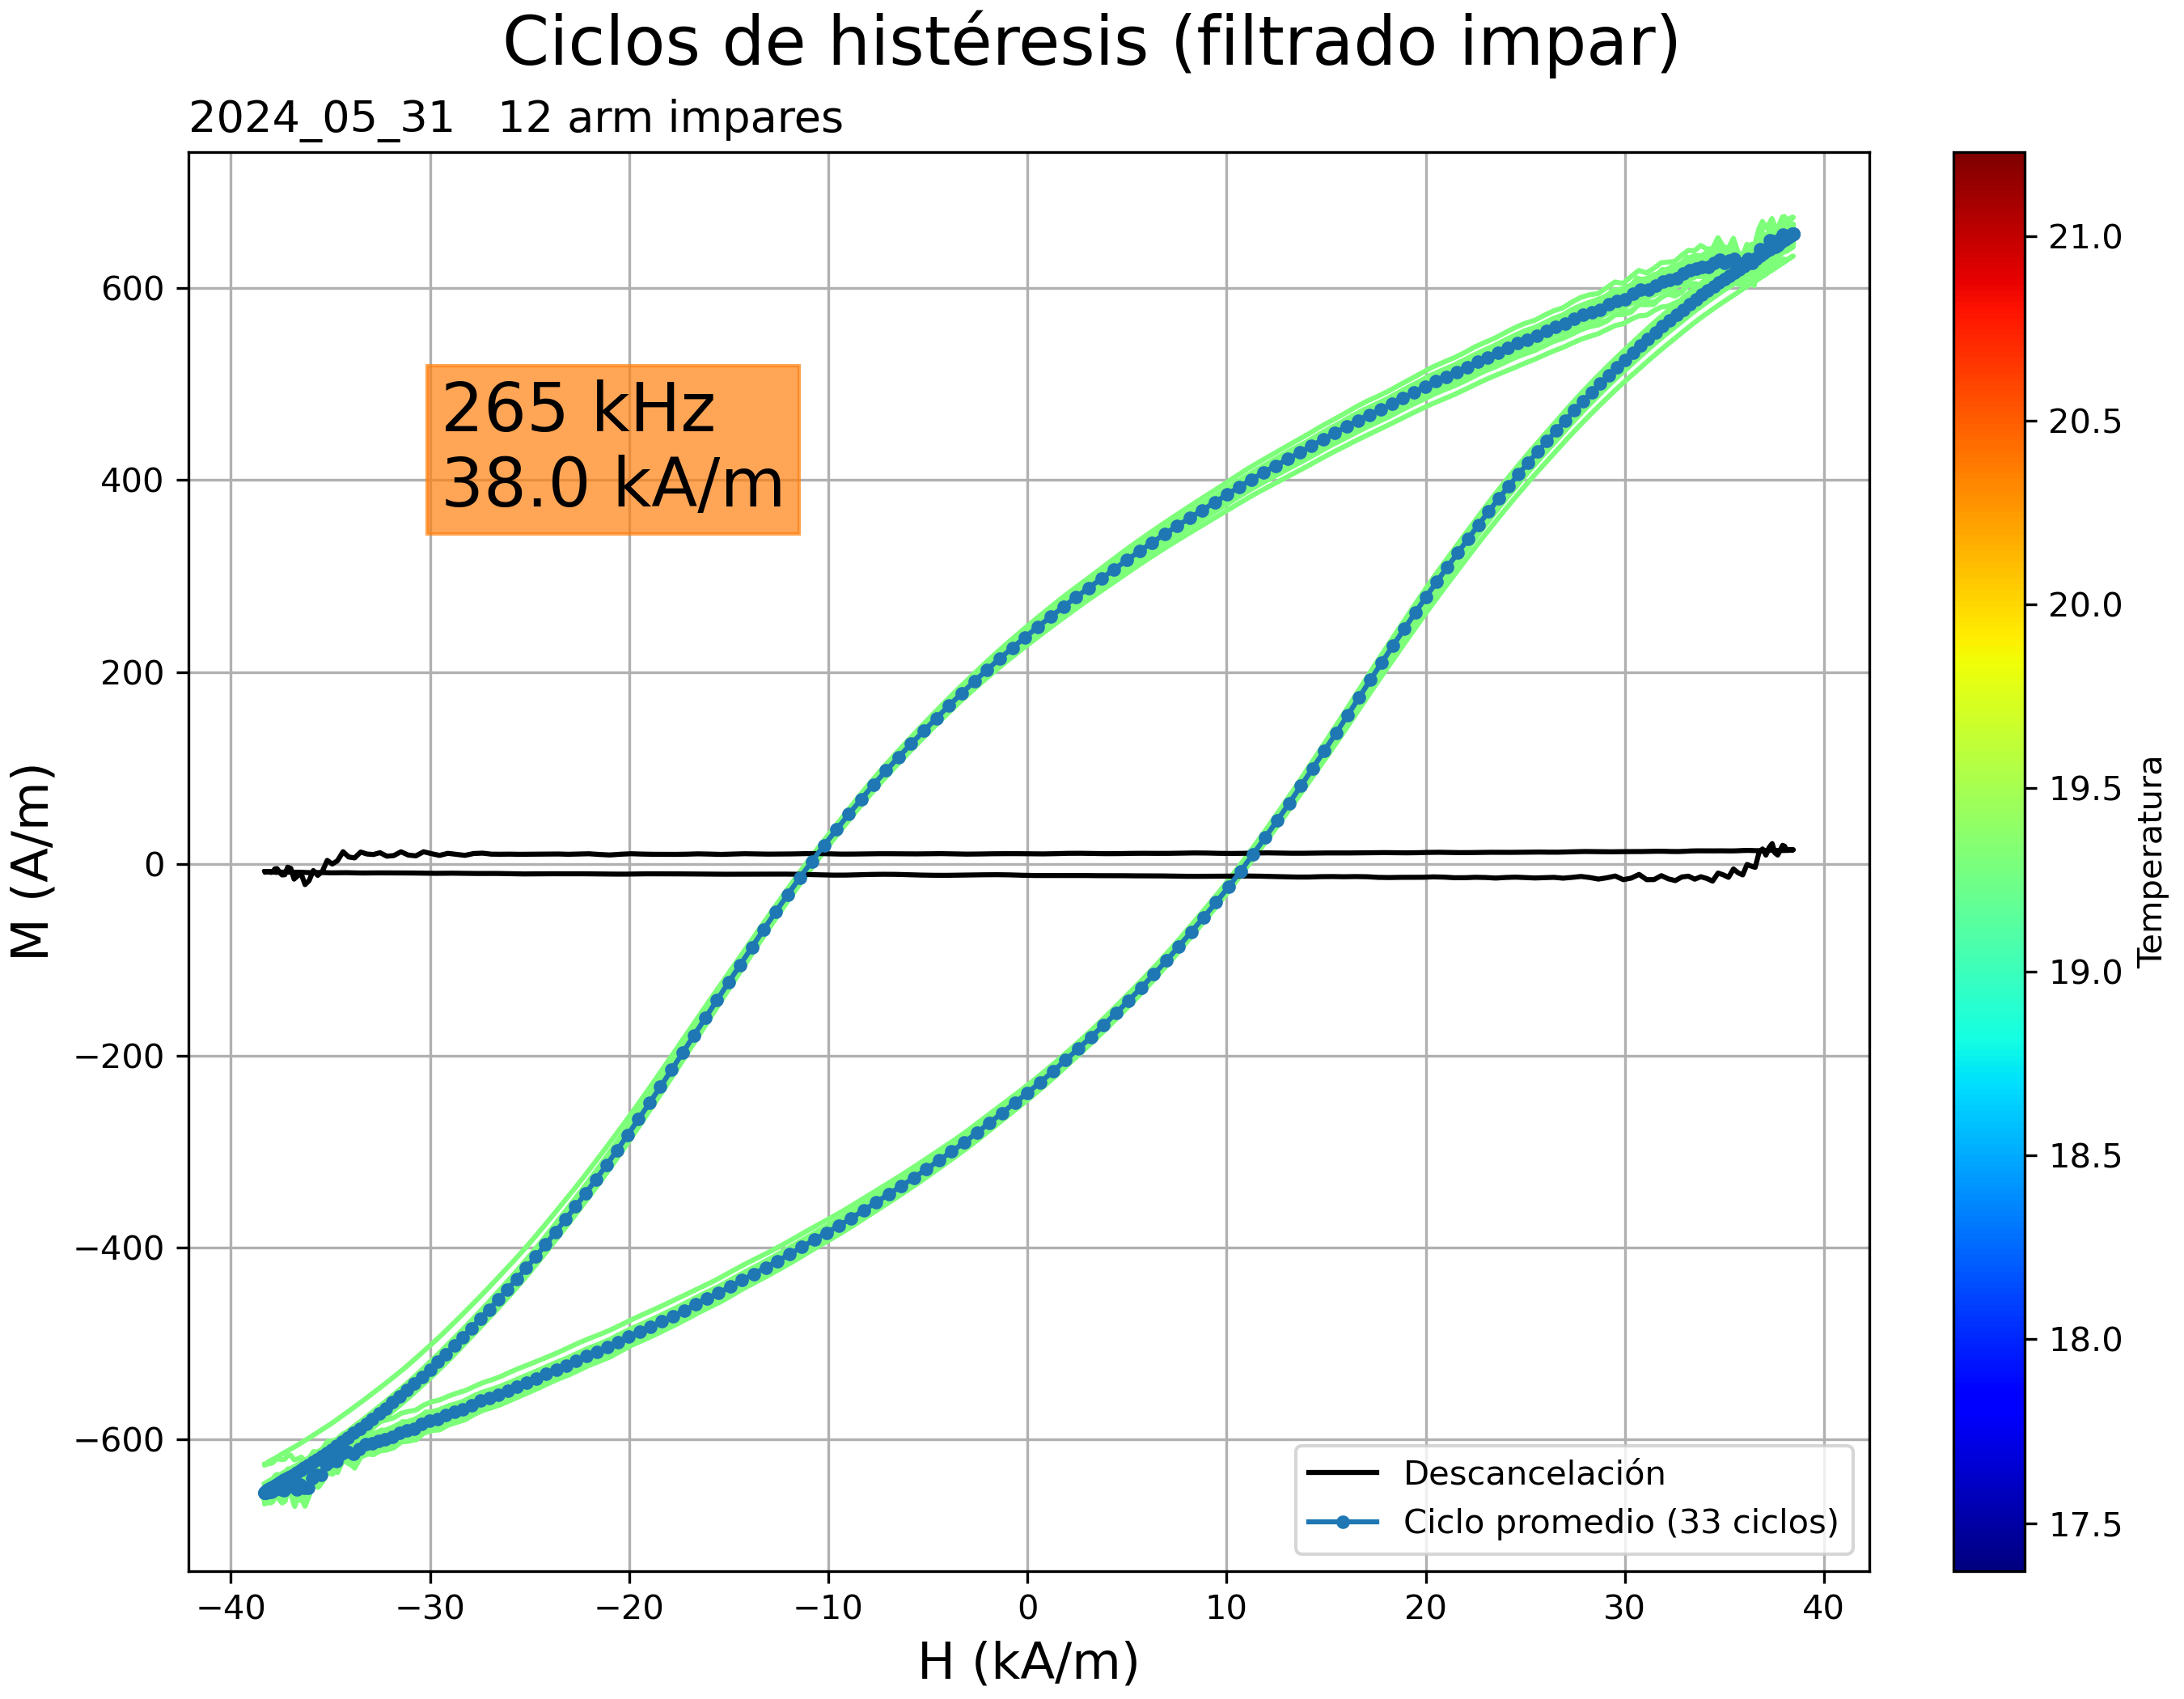 Ciclos de histéresis (filtrado impar)
2024_05_31   12 arm impares
265 kHz
38.0 kA/m
M (A/m)
600
400
200
0
−200
−400
−600
−40
−30
−20
−10
0
10
20
30
40
H (kA/m)
Descancelación
Ciclo promedio (33 ciclos)
21.0
20.5
20.0
19.5
19.0
18.5
18.0
17.5
Temperatura